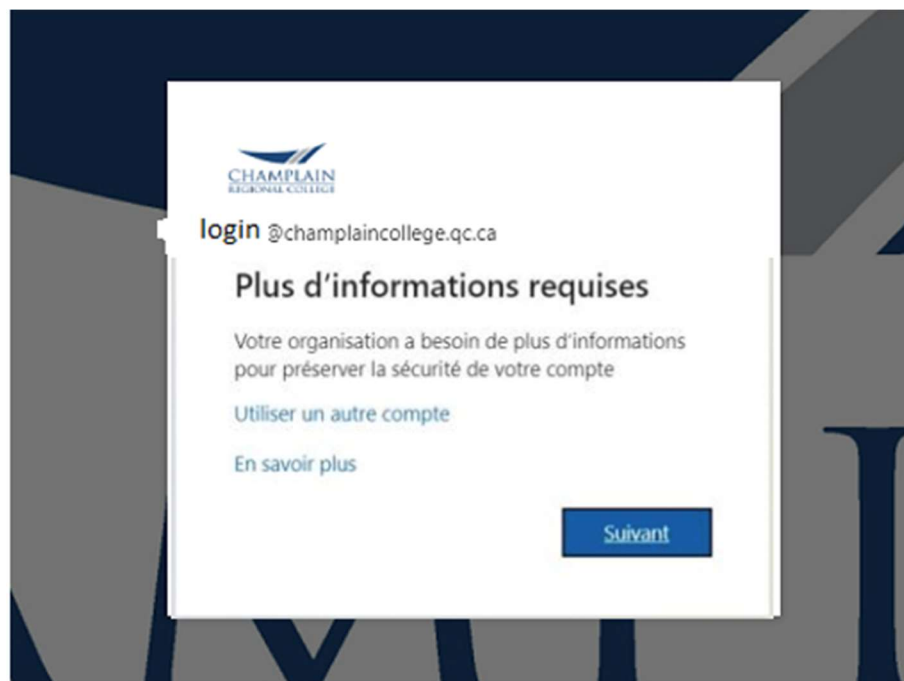 CHAMPLAIN
REGIONAL COLLEGE
login @champlaincollege.qc.ca
Plus d'informations requises
Votre organisation a besoin de plus d'informations
pour préserver la sécurité de votre compte
Utiliser un autre compte
En savoir plus
Suivant